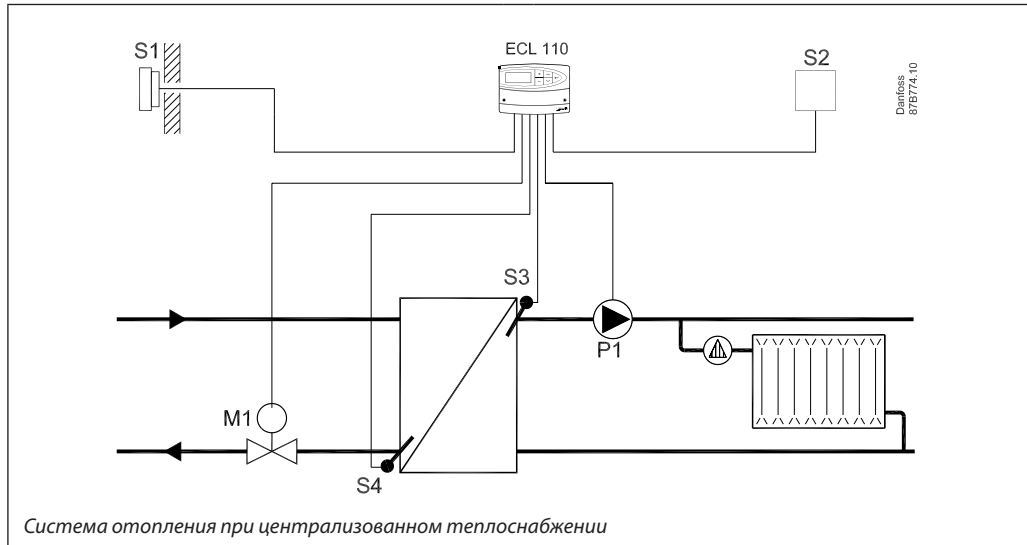 S1
ECL 110
S2
Danfoss
87B774.10
S3
P1
M1
S4
Система отопления при централизованном теплоснабжении